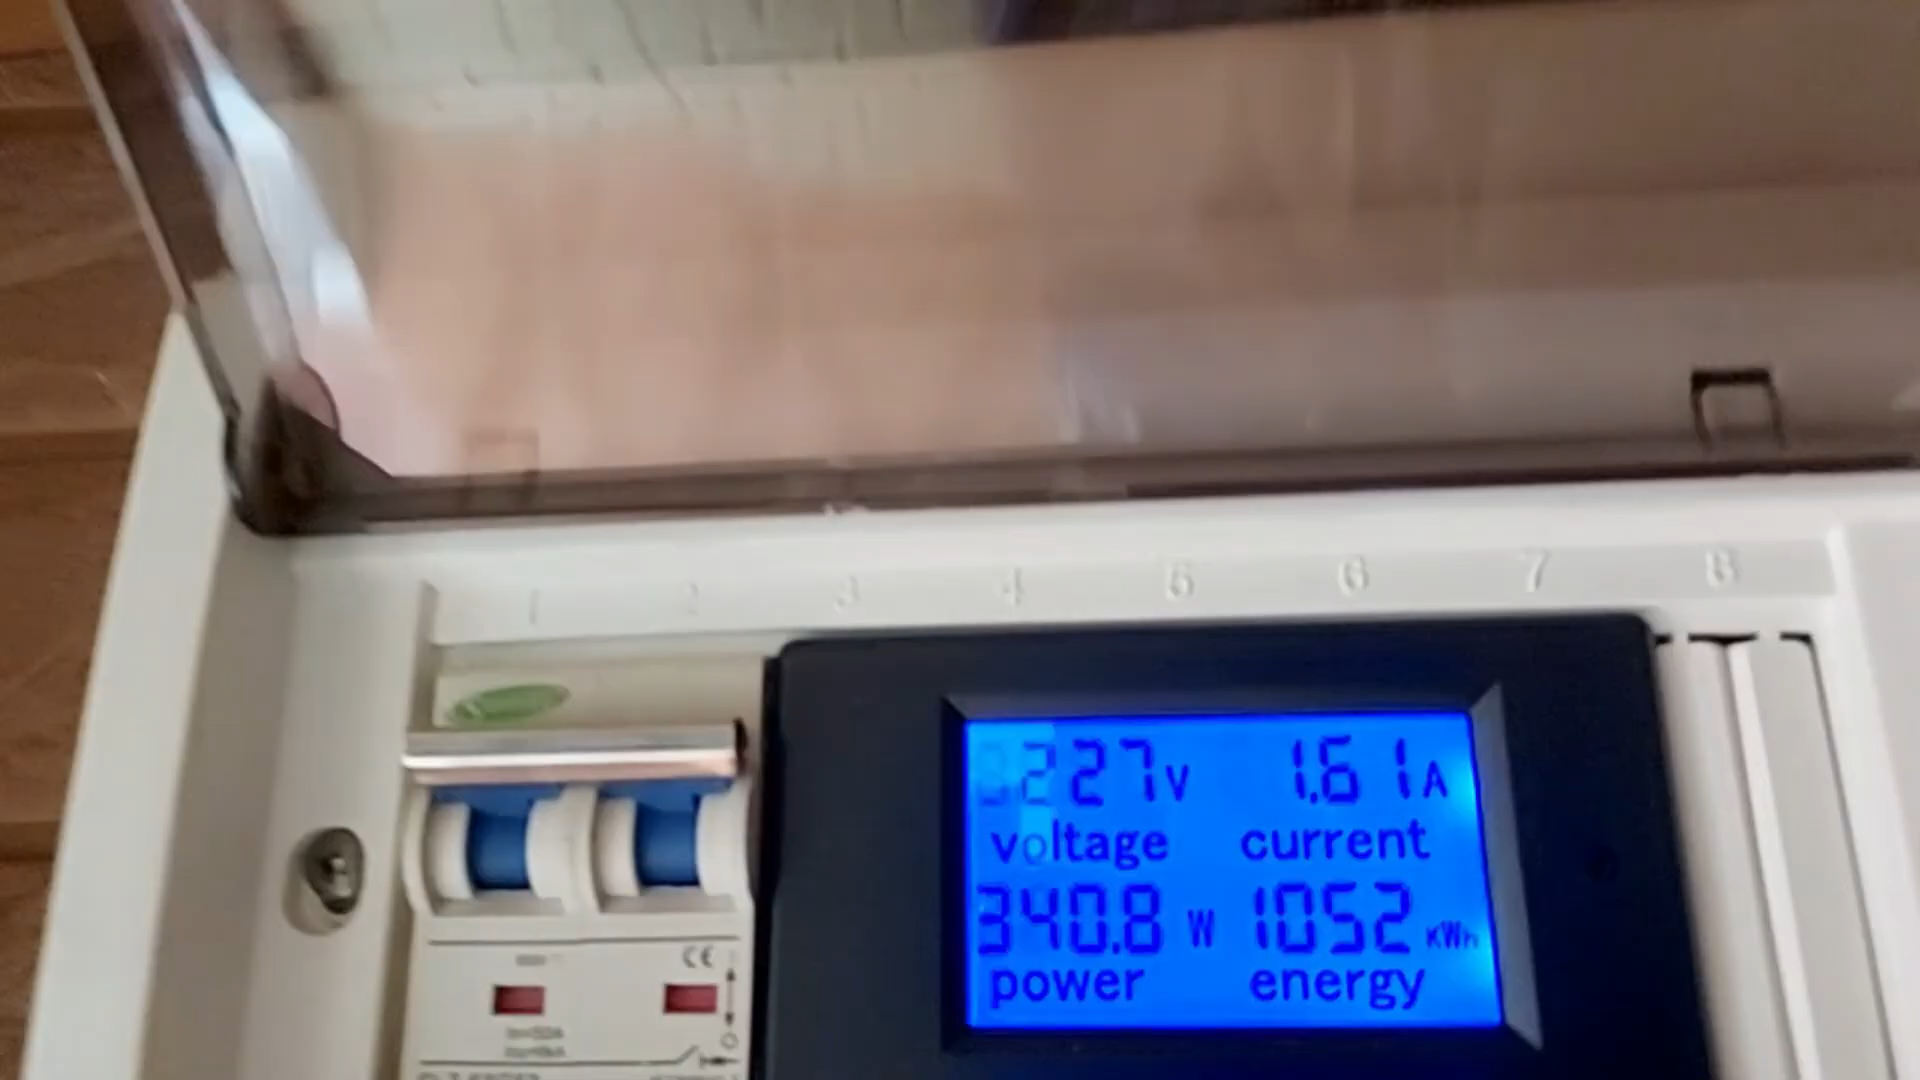 1 2 3 4 5 6 7 8
227V 1.61A
voltage current
340.8 W 1052 KWh
power energy
CE